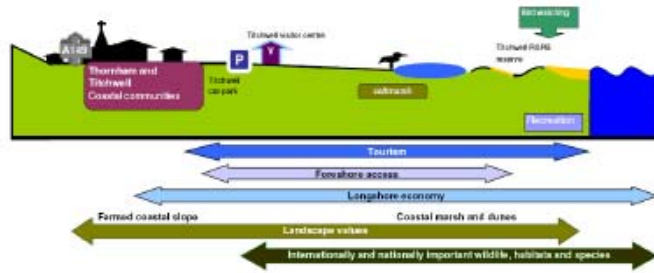 Birdwatching
A149
Titchwell visitor centre
Titchwell RSPB
reserve
P
V
Thornham and
Titchwell
Coastal communities
Titchwell
car park
saltmarsh
Recreation
Tourism
Foreshore access
Longshore economy
Farmed coastal slope
Coastal marsh and dunes
Landscape values
Internationally and nationally important wildlife, habitats and species